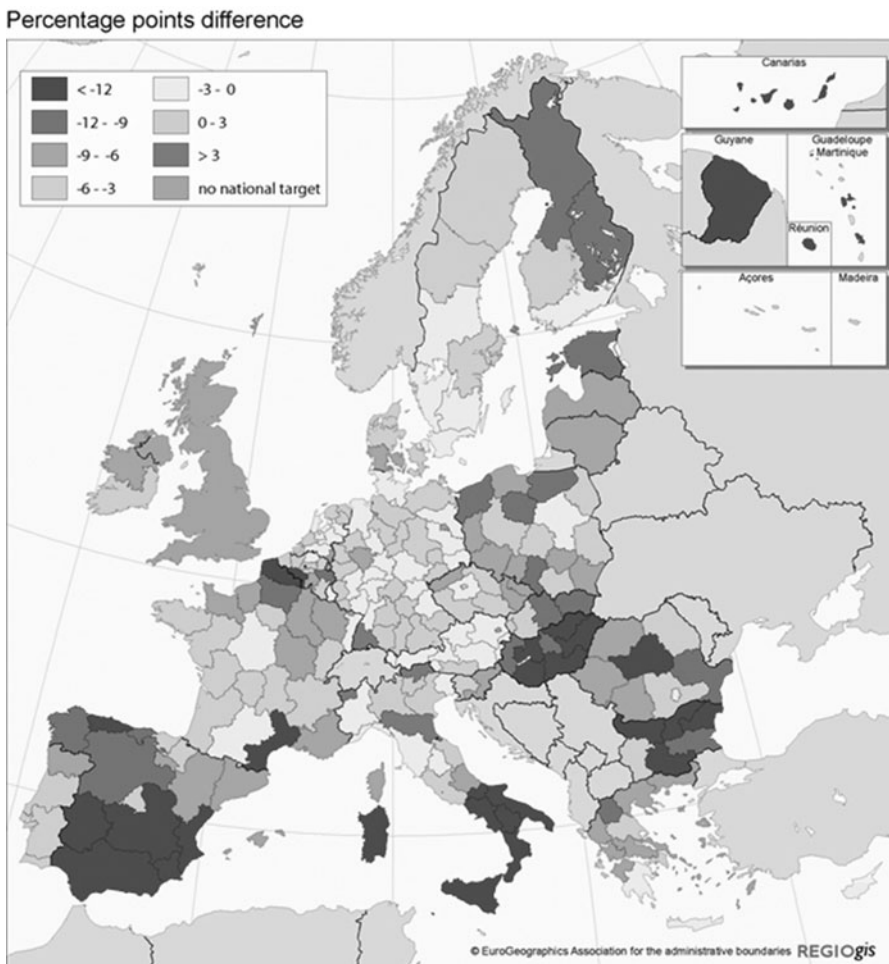 Percentage points difference
< -12
-12 - -9
-9 - -6
-6 - -3
-3 - 0
0 - 3
> 3
no national target
Canarias
Guyane
Guadeloupe
Martinique
Réunion
Açores
Madeira
© EuroGeographics Association for the administrative boundaries REGIOgis